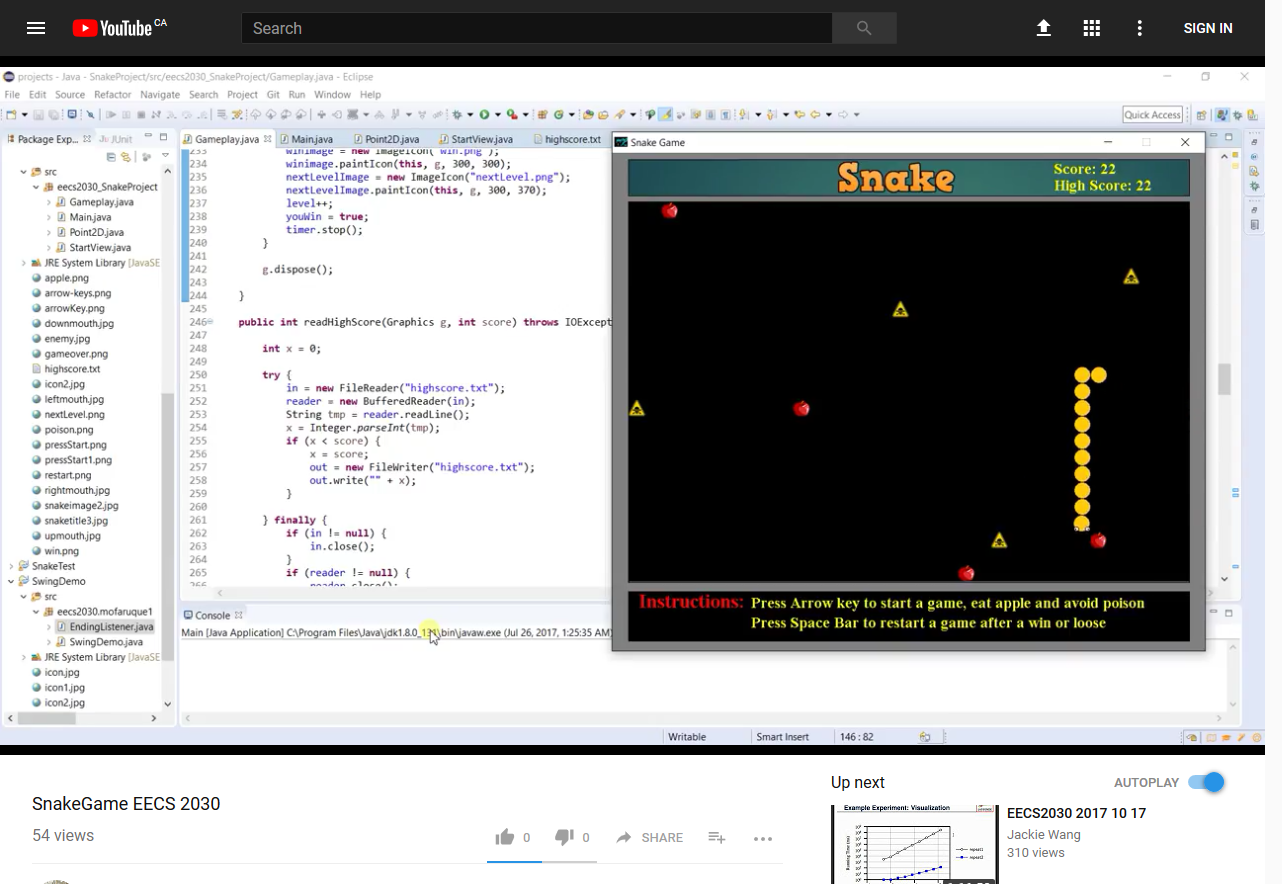 YouTube CA
Search
SIGN IN
projects - Java - SnakeProject/src/eecs2030_SnakeProject/Gameplay.java - Eclipse
File Edit Source Refactor Navigate Search Project Git Run Window Help
Quick Access
Package Exp... JUnit
Gameplay.java Main.java Point2D.java StartView.java highscore.txt
src
eecs2030_SnakeProject
Gameplay.java
Main.java
Point2D.java
StartView.java
JRE System Library [JavaSE
apple.png
arrow-keys.png
arrowKey.png
downmouth.jpg
enemy.jpg
gameover.png
highscore.txt
icon2.jpg
leftmouth.jpg
nextLevel.png
poison.png
pressStart.png
pressStart1.png
restart.png
rightmouth.jpg
snakeimage2.jpg
snaketitle3.jpg
upmouth.jpg
win.png
SnakeTest
SwingDemo
src
eecs2030.mofaruque1
EndingListener.java
SwingDemo.java
JRE System Library [JavaSE
icon.jpg
icon1.jpg
icon2.jpg
233 winimage = new ImageIcon("win.png");
234 winimage.paintIcon(this, g, 300, 300);
235 nextLevelImage = new ImageIcon("nextLevel.png");
236 nextLevelImage.paintIcon(this, g, 300, 370);
237 level++;
238 youWin = true;
239 timer.stop();
240 }
241
242 g.dispose();
243
244 }
245
246 public int readHighScore(Graphics g, int score) throws IOExcept
247
248 int x = 0;
249
250 try {
251 in = new FileReader("highscore.txt");
252 reader = new BufferedReader(in);
253 String tmp = reader.readLine();
254 x = Integer.parseInt(tmp);
255 if (x < score) {
256 x = score;
257 out = new FileWriter("highscore.txt");
258 out.write("" + x);
259 }
260
261 } finally {
262 if (in != null) {
263 in.close();
264 }
265 if (reader != null) {
266 reader.close();
Console
Main [Java Application] C:\Program Files\Java\jdk1.8.0_131\bin\javaw.exe (Jul 26, 2017, 1:25:35 AM)
Writable Smart Insert 146 : 82
Snake Game
Snake
Score: 22
High Score: 22
Instructions: Press Arrow key to start a game, eat apple and avoid poison
Press Space Bar to restart a game after a win or loose
SnakeGame EECS 2030
54 views
0 0 SHARE
Up next
AUTOPLAY
Example Experiment: Visualization
EECS2030 2017 10 17
Jackie Wang
310 views